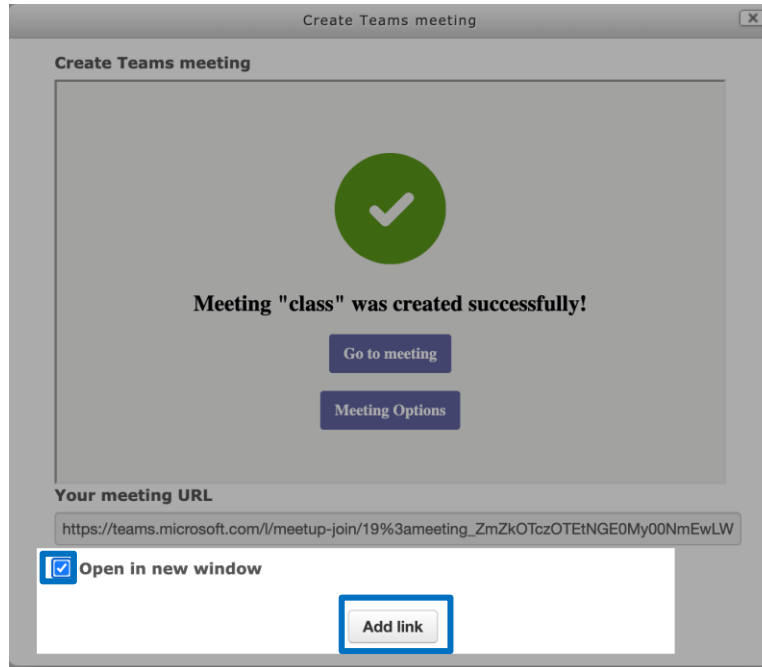 Create Teams meeting
Create Teams meeting
Meeting "class" was created successfully!
Go to meeting
Meeting Options
Your meeting URL
https://teams.microsoft.com/l/meetup-join/19%3ameeting_ZmZkOTczOTEtNGE0My00NmEwLW
Open in new window
Add link